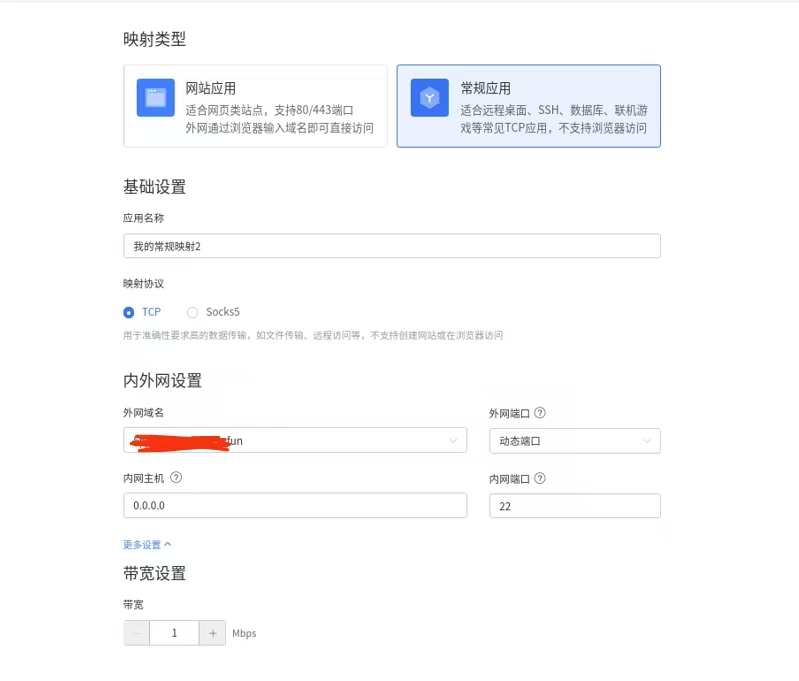 映射类型
网站应用
适合网页类站点，支持80/443端口
外网通过浏览器输入域名即可直接访问
常规应用
适合远程桌面、SSH、数据库、联机游
戏等常见TCP应用，不支持浏览器访问
基础设置
应用名称
我的常规映射2
映射协议
TCP
Socks5
用于准确性要求高的数据传输，如文件传输、远程访问等，不支持创建网站或在浏览器访问
内外网设置
外网域名
外网端口 ?
fun
动态端口
内网主机 ?
内网端口 ?
0.0.0.0
22
更多设置
带宽设置
带宽
− 1 + Mbps